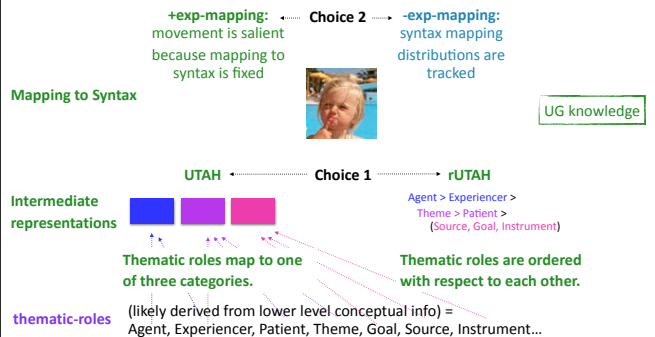 +exp-mapping:
movement is salient
because mapping to
syntax is fixed
Choice 2
-exp-mapping:
syntax mapping
distributions are
tracked
Mapping to Syntax
UG knowledge
UTAH
Choice 1
rUTAH
Intermediate
representations
Agent > Experiencer >
Theme > Patient >
(Source, Goal, Instrument)
Thematic roles map to one
of three categories.
Thematic roles are ordered
with respect to each other.
thematic-roles
(likely derived from lower level conceptual info) =
Agent, Experiencer, Patient, Theme, Goal, Source, Instrument…